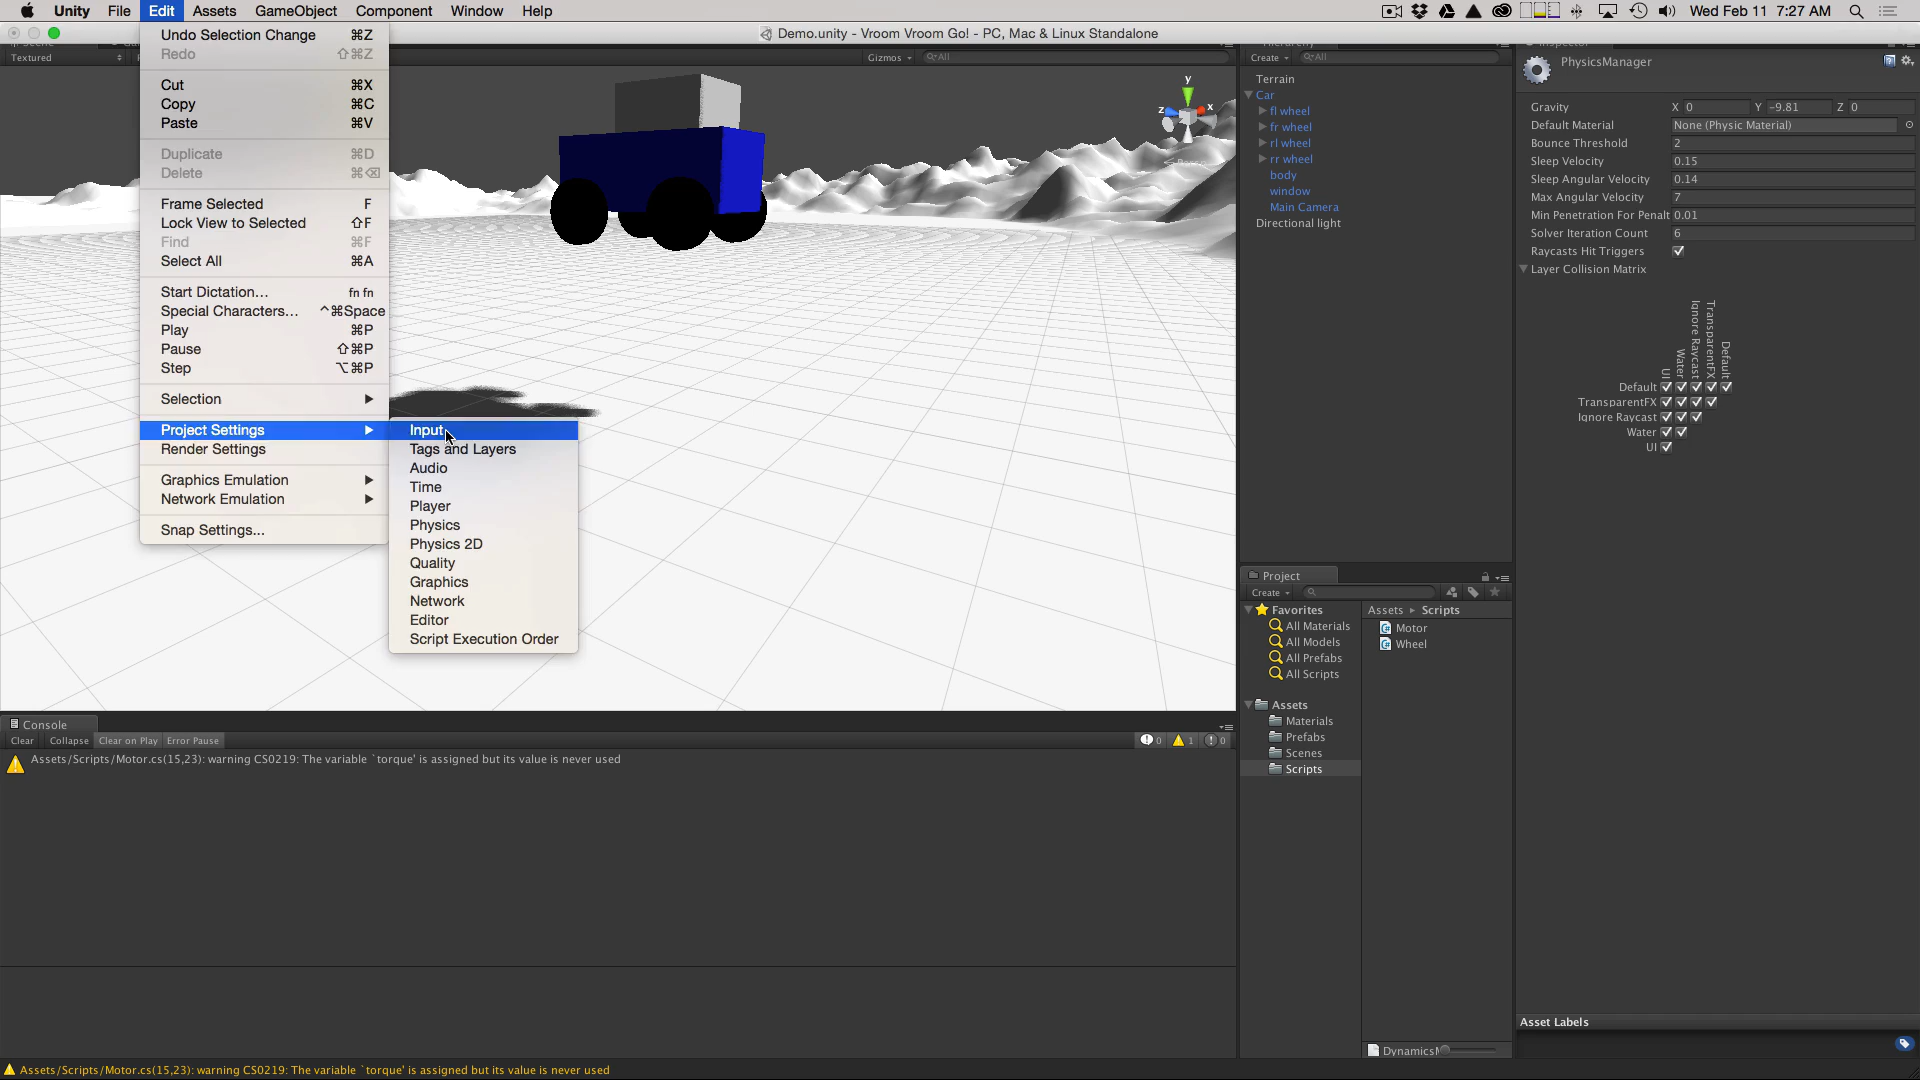 Unity File Edit Assets GameObject Component Window Help
Wed Feb 11 7:27 AM
Demo.unity - Vroom Vroom Go! - PC, Mac & Linux Standalone
Textured
Gizmos
All
Undo Selection Change ⌘Z
Redo ⇧⌘Z
Cut ⌘X
Copy ⌘C
Paste ⌘V
Duplicate ⌘D
Delete ⌘⌫
Frame Selected F
Lock View to Selected ⇧F
Find ⌘F
Select All ⌘A
Start Dictation... fn fn
Special Characters... ^⌘Space
Play ⌘P
Pause ⇧⌘P
Step ⌥⌘P
Selection
Project Settings
Render Settings
Graphics Emulation
Network Emulation
Snap Settings...
Input
Tags and Layers
Audio
Time
Player
Physics
Physics 2D
Quality
Graphics
Network
Editor
Script Execution Order
y
z
x
Persp
Hierarchy
Create
All
Terrain
Car
fl wheel
fr wheel
rl wheel
rr wheel
body
window
Main Camera
Directional light
Inspector
PhysicsManager
Gravity X 0 Y -9.81 Z 0
Default Material None (Physic Material)
Bounce Threshold 2
Sleep Velocity 0.15
Sleep Angular Velocity 0.14
Max Angular Velocity 7
Min Penetration For Penalt 0.01
Solver Iteration Count 6
Raycasts Hit Triggers
Layer Collision Matrix
UI
Water
Ignore Raycast
TransparentFX
Default
Default
TransparentFX
Ignore Raycast
Water
UI
Project
Create
Favorites
All Materials
All Models
All Prefabs
All Scripts
Assets
Materials
Prefabs
Scenes
Scripts
Assets ▸ Scripts
Motor
Wheel
Asset Labels
Console
Clear Collapse Clear on Play Error Pause
0 1 0
Assets/Scripts/Motor.cs(15,23): warning CS0219: The variable `torque' is assigned but its value is never used
Assets/Scripts/Motor.cs(15,23): warning CS0219: The variable `torque' is assigned but its value is never used